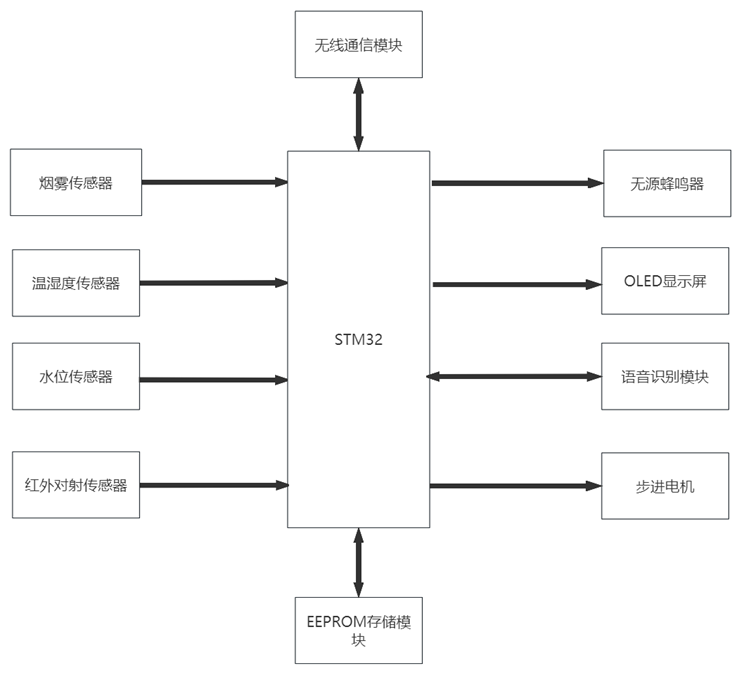 无线通信模块
烟雾传感器
无源蜂鸣器
温湿度传感器
OLED显示屏
STM32
水位传感器
语音识别模块
红外对射传感器
步进电机
EEPROM存储模
块